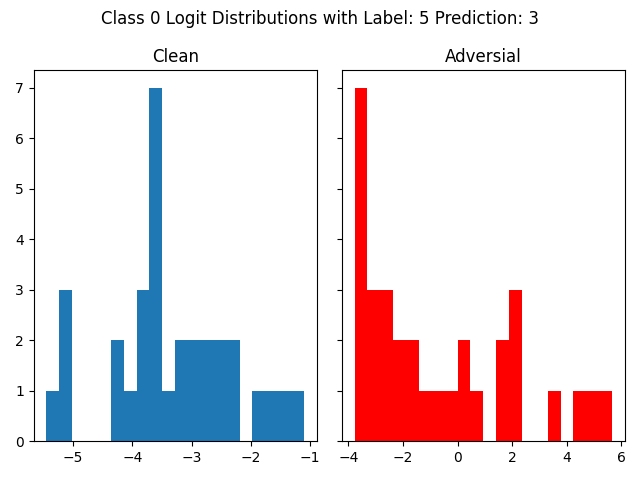 Class 0 Logit Distributions with Label: 5 Prediction: 3
Clean
Adversial
7
6
5
4
3
2
1
0
−5 −4 −3 −2 −1
−4 −2 0 2 4 6